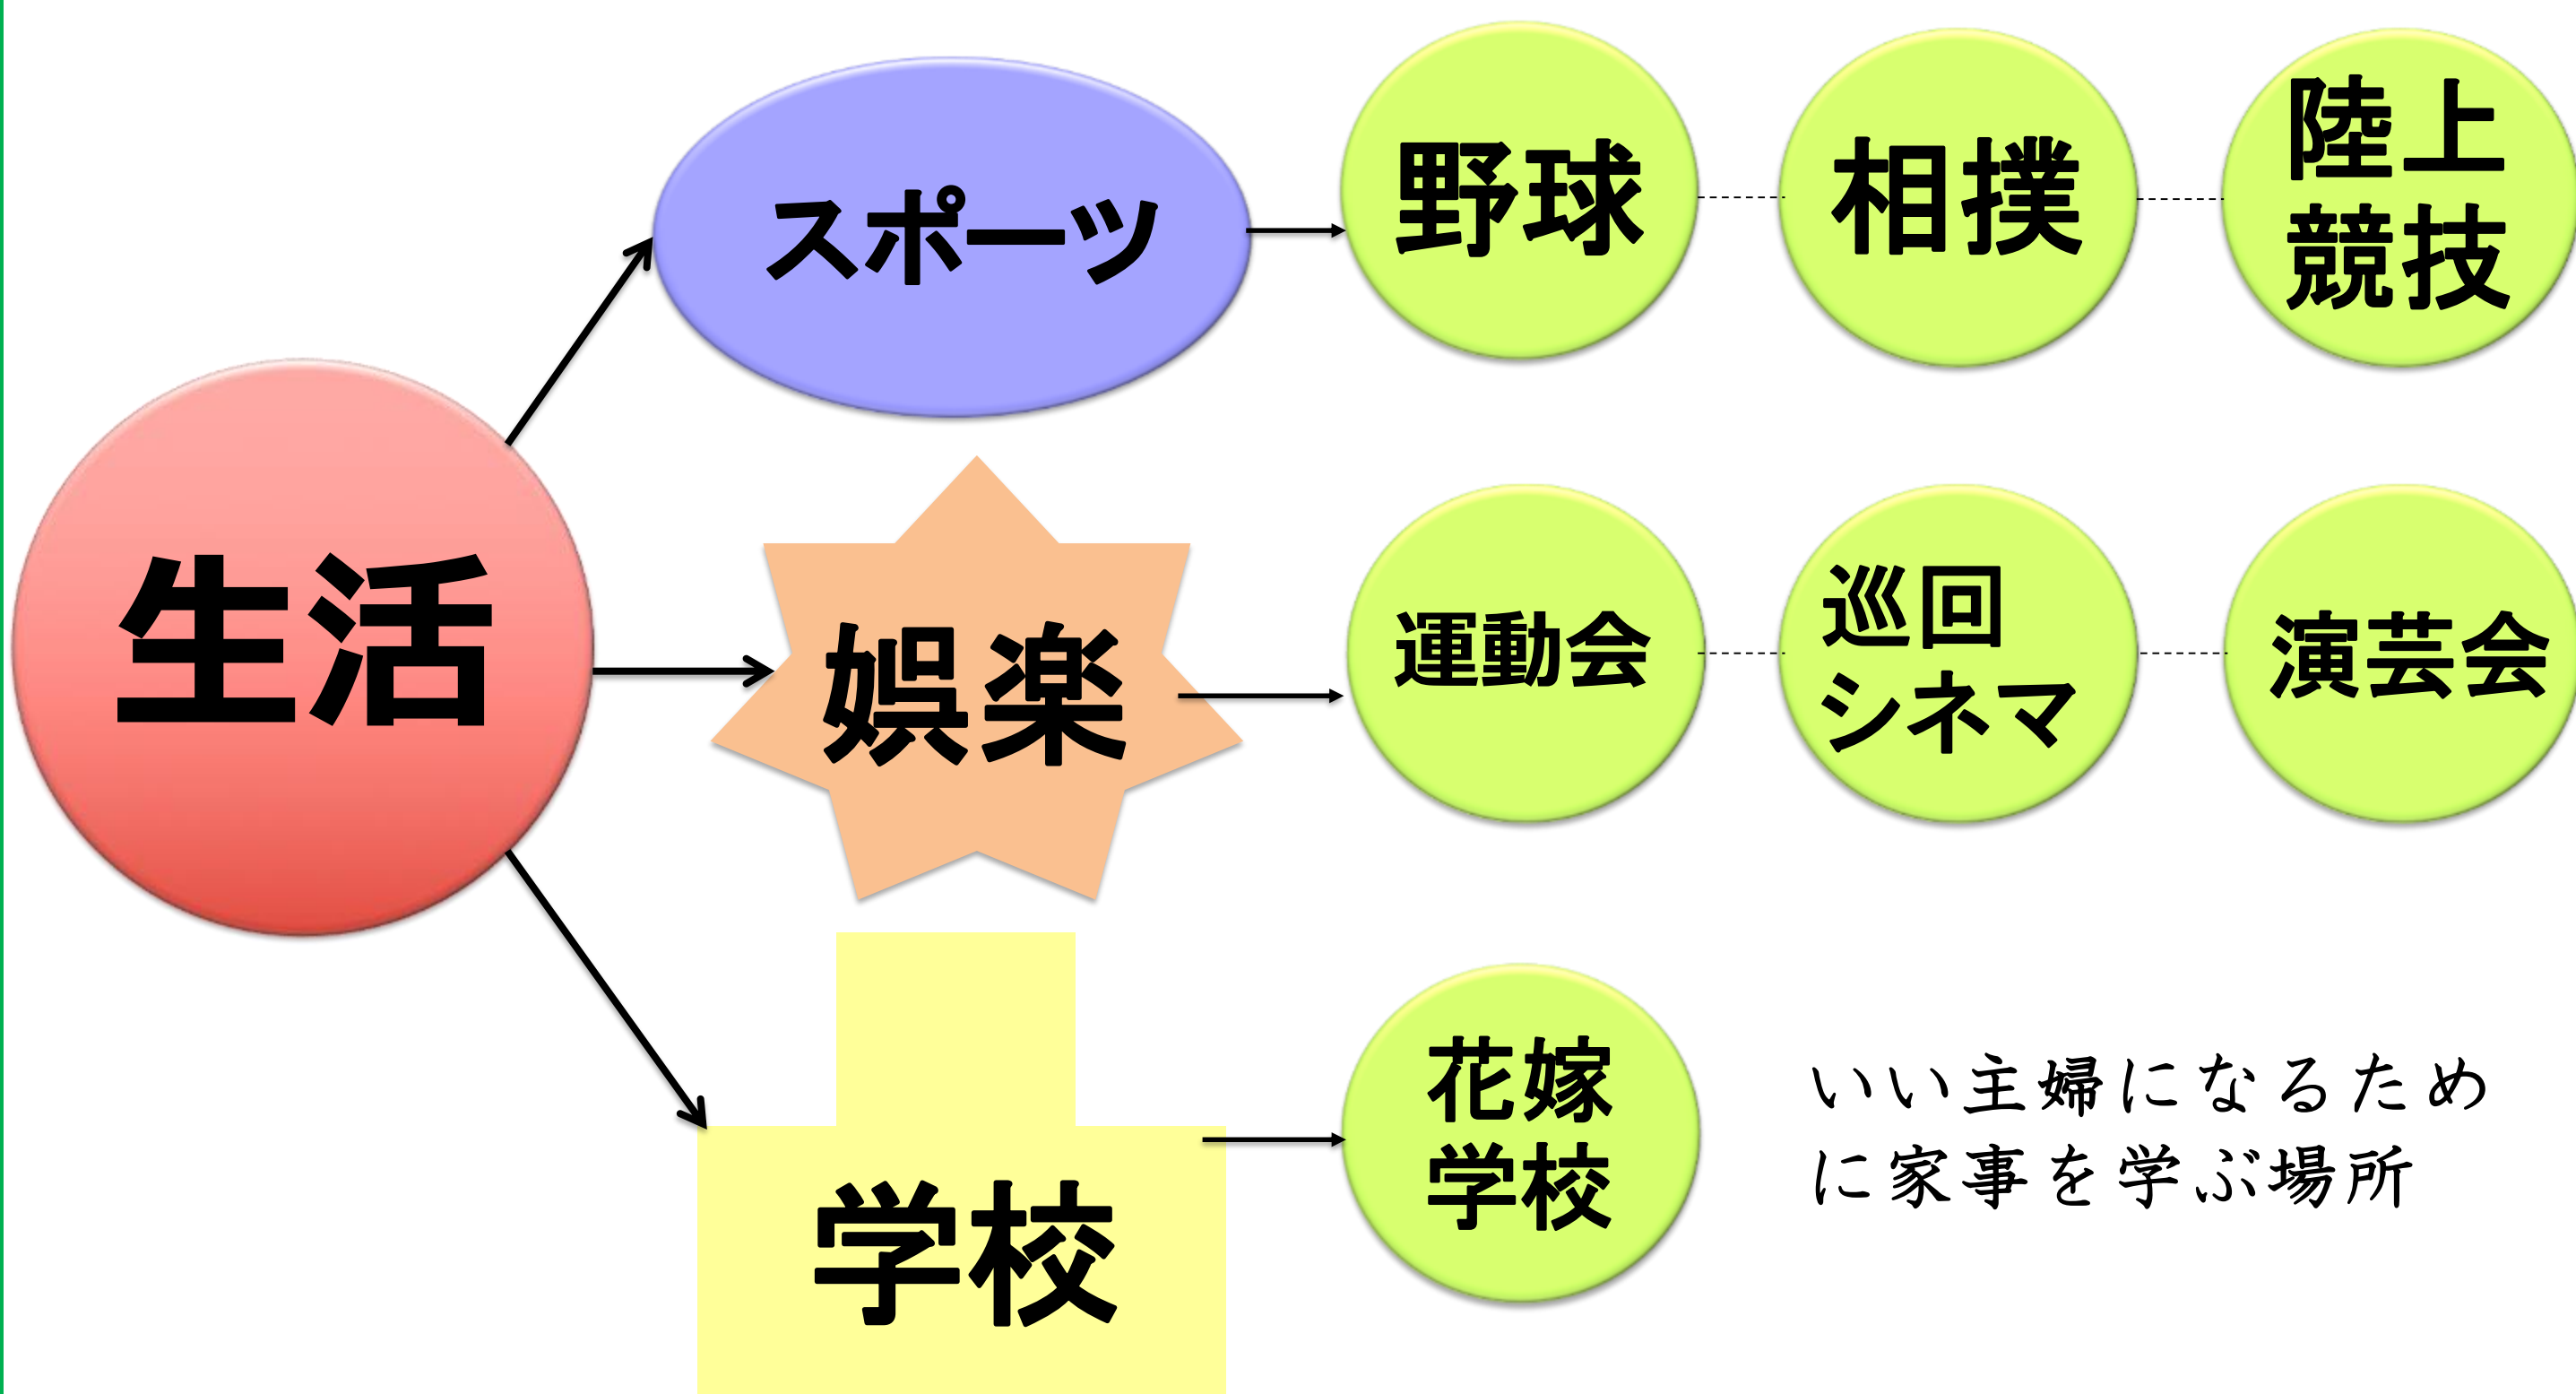 生活
スポーツ
野球
相撲
陸上
競技
娯楽
運動会
巡回
シネマ
演芸会
学校
花嫁
学校
いい主婦になるため
に家事を学ぶ場所